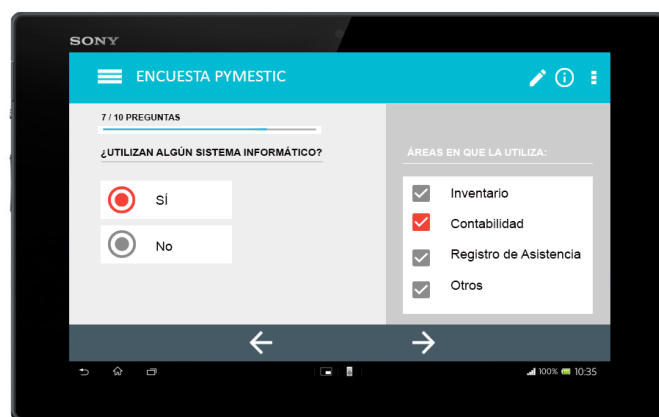 SONY
ENCUESTA PYMESTIC
7 / 10 PREGUNTAS
¿UTILIZAN ALGÚN SISTEMA INFORMÁTICO?
SÍ
No
ÁREAS EN QUE LA UTILIZA:
Inventario
Contabilidad
Registro de Asistencia
Otros
100% 10:35